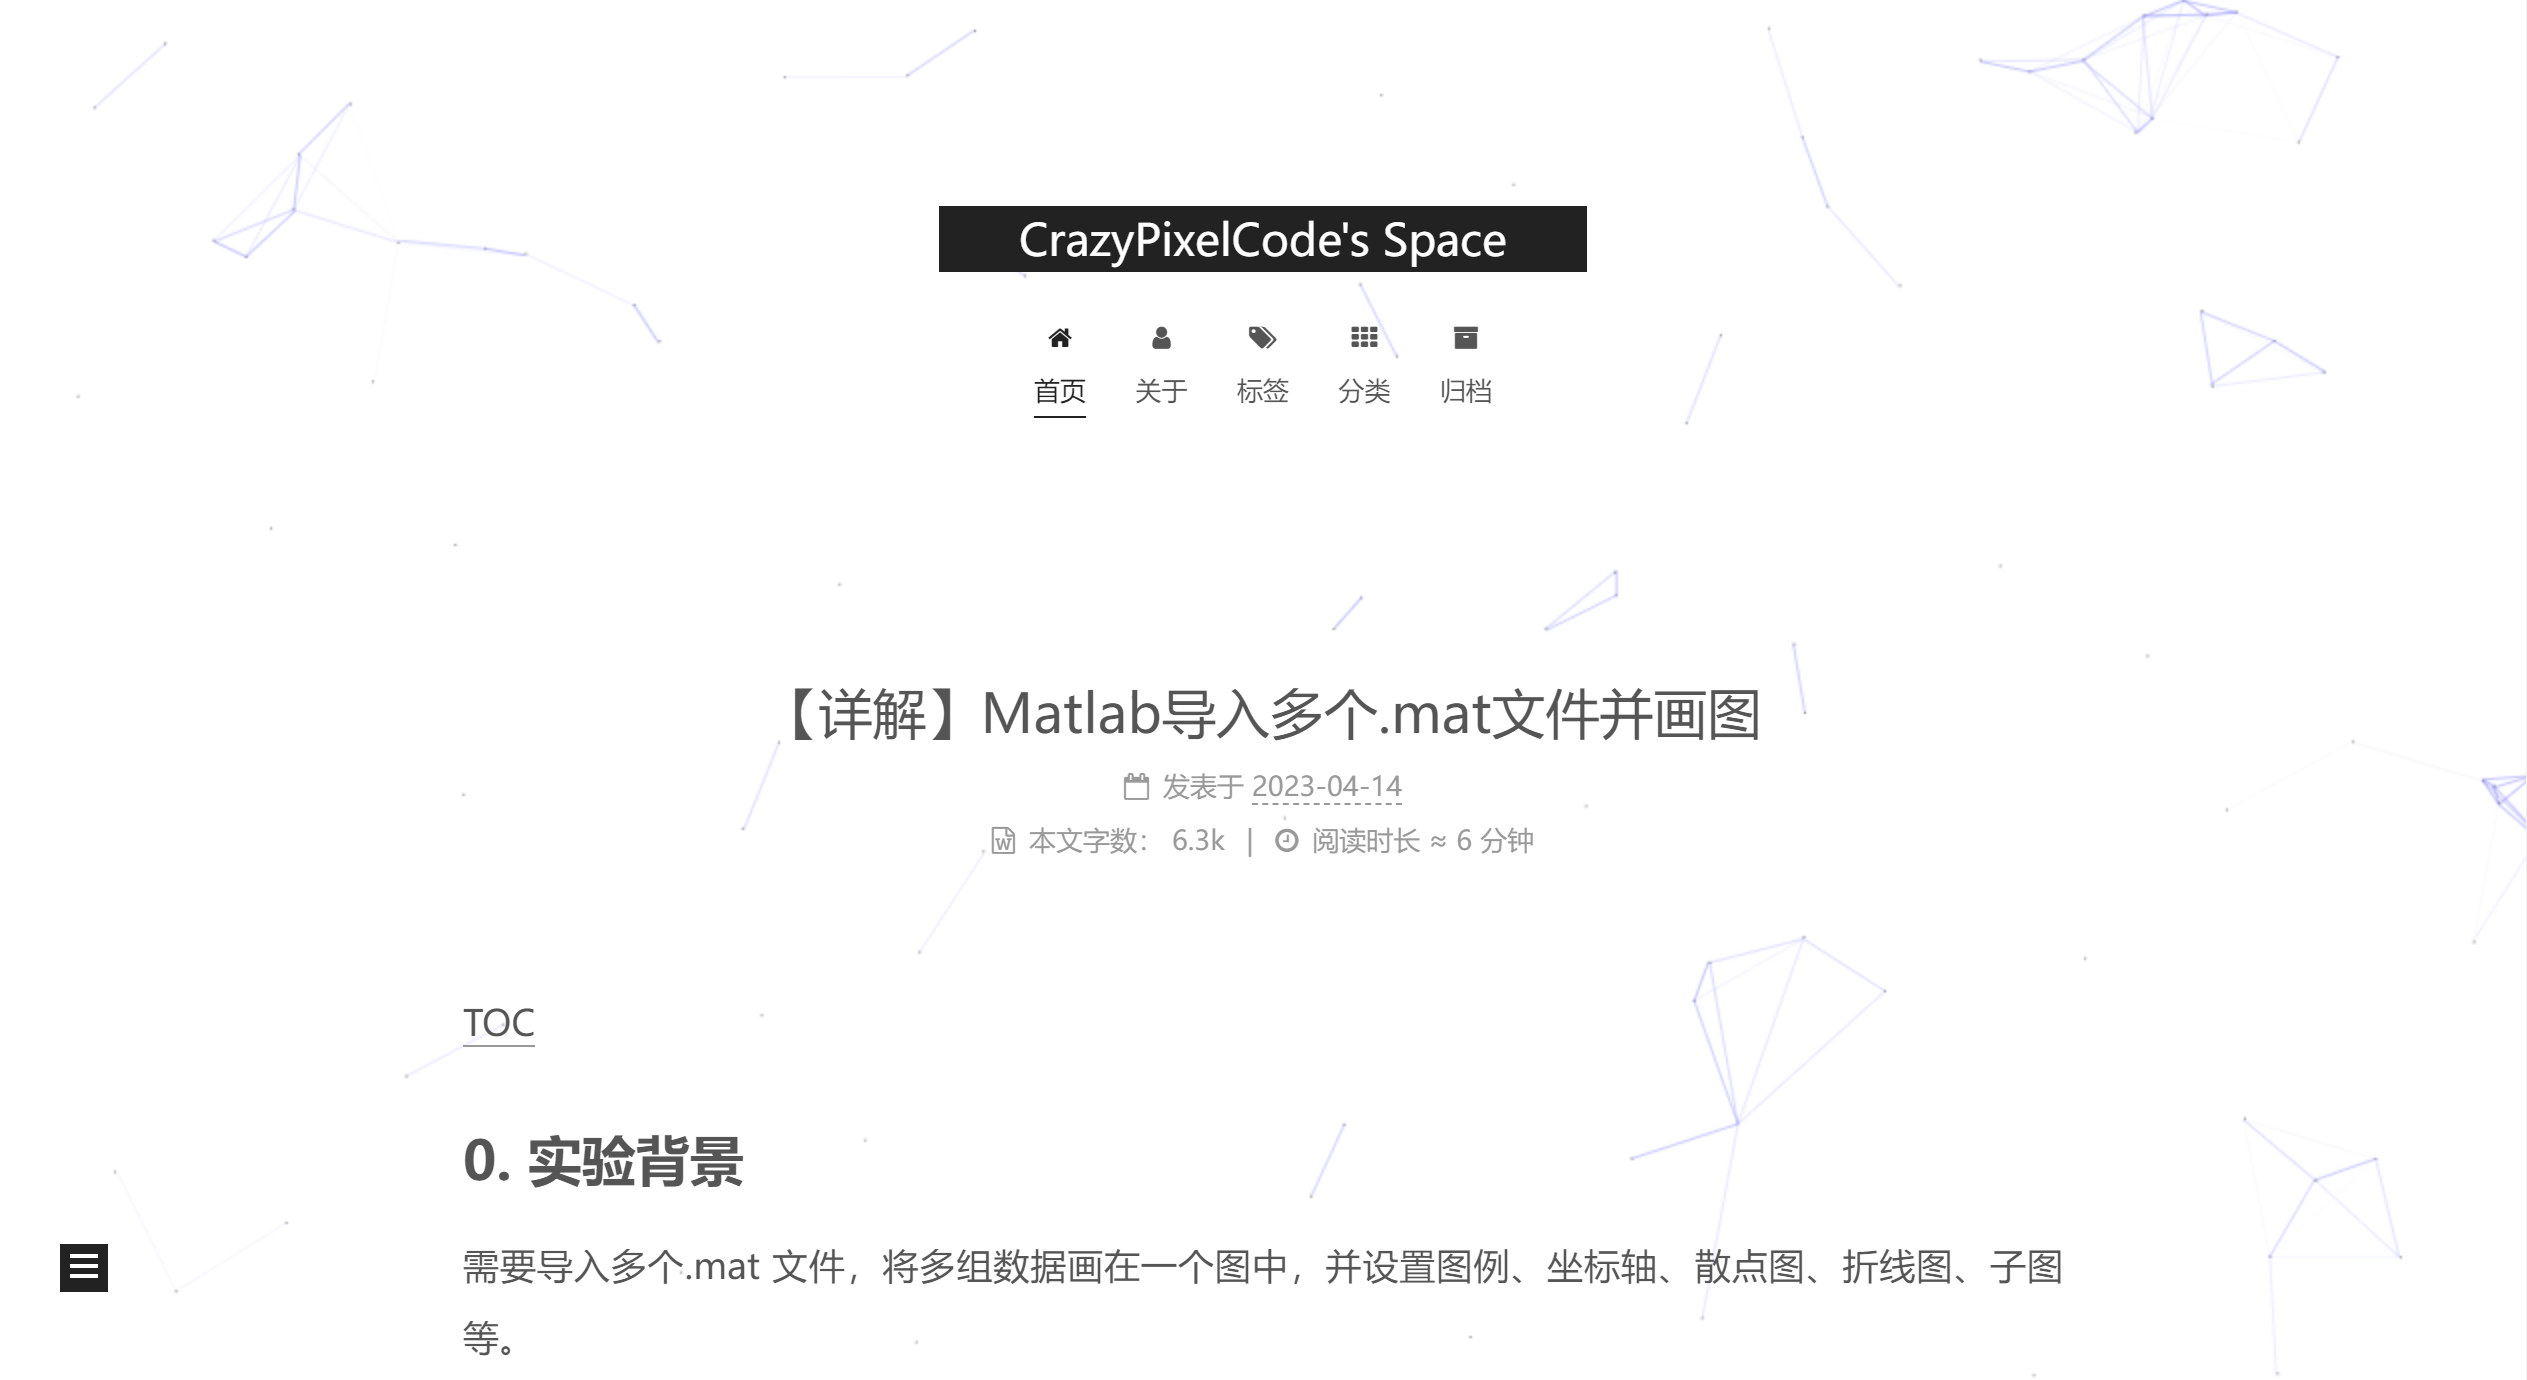 CrazyPixelCode's Space
首页 关于 标签 分类 归档
【详解】Matlab导入多个.mat文件并画图
发表于 2023-04-14
本文字数： 6.3k | 阅读时长 ≈ 6 分钟
TOC
0. 实验背景
需要导入多个.mat 文件，将多组数据画在一个图中，并设置图例、坐标轴、散点图、折线图、子图
等。